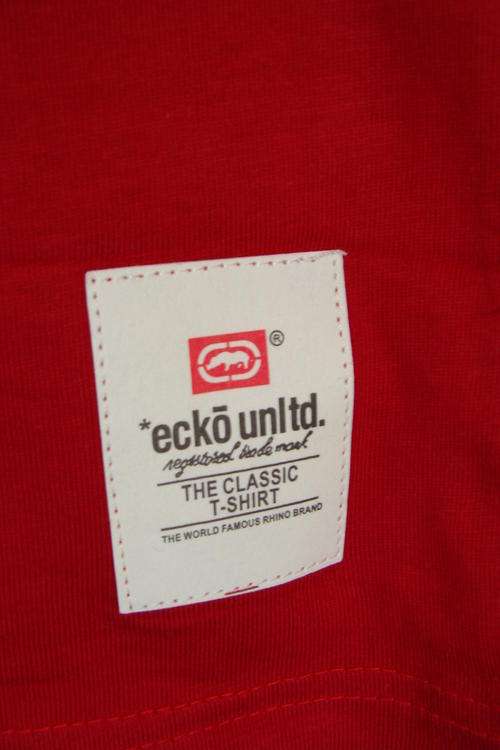 ®
*eckō unltd.
registered trade mark
THE CLASSIC
T-SHIRT
THE WORLD FAMOUS RHINO BRAND